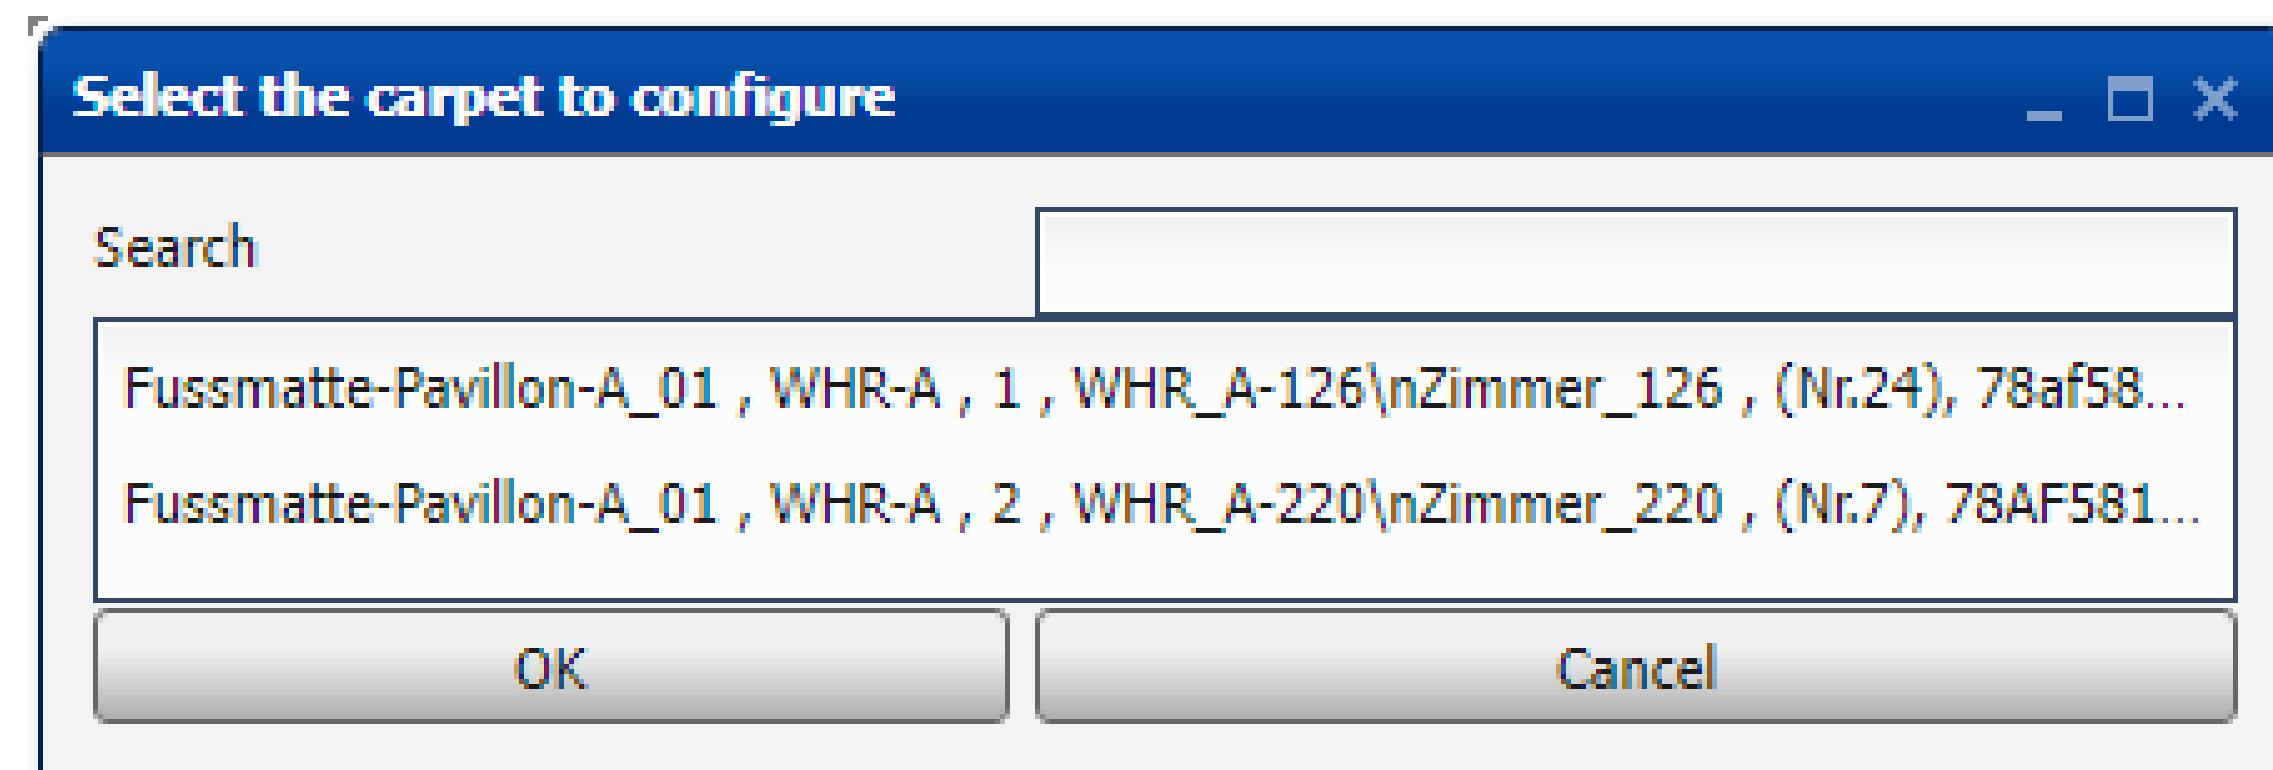 Select the carpet to configure
Search
Fussmatte-Pavillon-A_01 , WHR-A , 1 , WHR_A-126\nZimmer_126 , (Nr.24), 78af58...
Fussmatte-Pavillon-A_01 , WHR-A , 2 , WHR_A-220\nZimmer_220 , (Nr.7), 78AF581...
OK Cancel